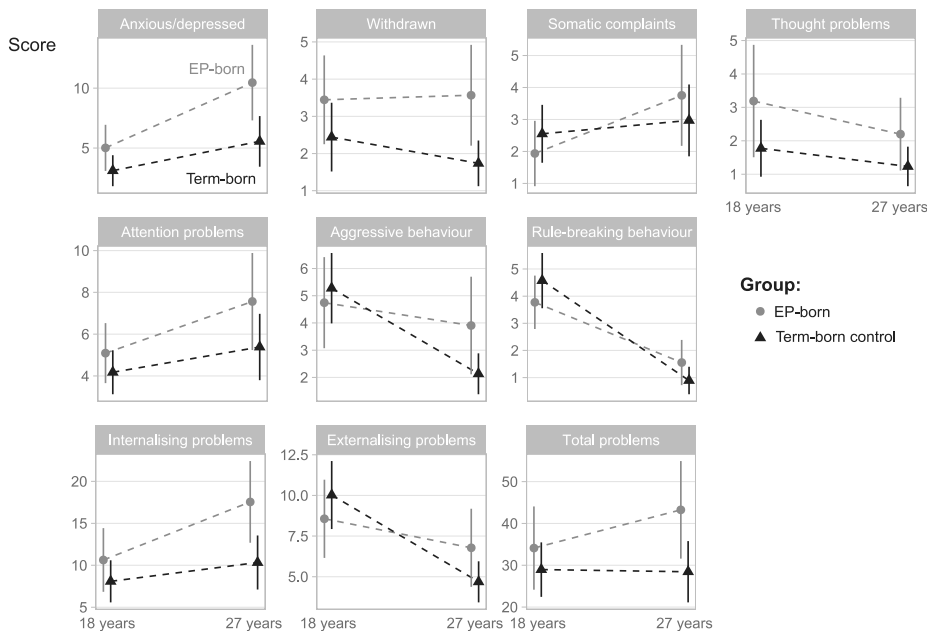 Score
Anxious/depressed
Withdrawn
Somatic complaints
Thought problems
10
5
EP-born
Term-born
5
4
3
2
1
5
4
3
2
1
5
4
3
2
1
18 years
27 years
Attention problems
Aggressive behaviour
Rule-breaking behaviour
10
8
6
4
6
5
4
3
2
5
4
3
2
1
Group:
EP-born
Term-born control
Internalising problems
Externalising problems
Total problems
20
15
10
5
12.5
10.0
7.5
5.0
50
40
30
20
18 years
27 years
18 years
27 years
18 years
27 years